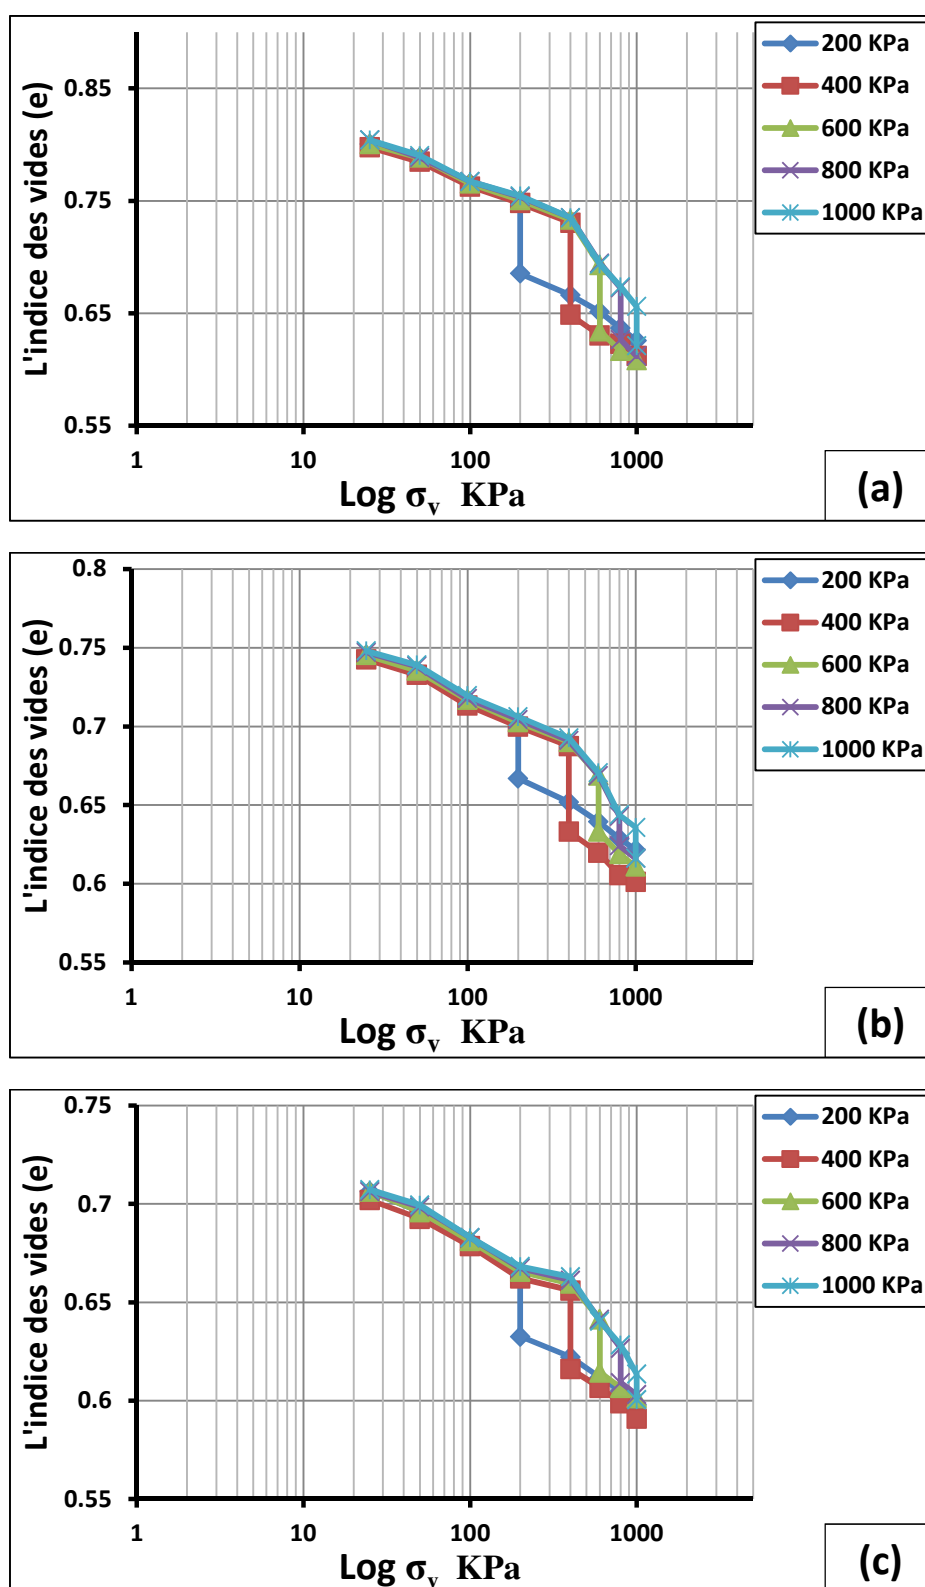 L'indice des vides (e)
0.85
0.75
0.65
0.55
1
10
100
1000
Log σv KPa
200 KPa
400 KPa
600 KPa
800 KPa
1000 KPa
(a)
L'indice des vides (e)
0.8
0.75
0.7
0.65
0.6
0.55
1
10
100
1000
Log σv KPa
200 KPa
400 KPa
600 KPa
800 KPa
1000 KPa
(b)
L'indice des vides (e)
0.75
0.7
0.65
0.6
0.55
1
10
100
1000
Log σv KPa
200 KPa
400 KPa
600 KPa
800 KPa
1000 KPa
(c)